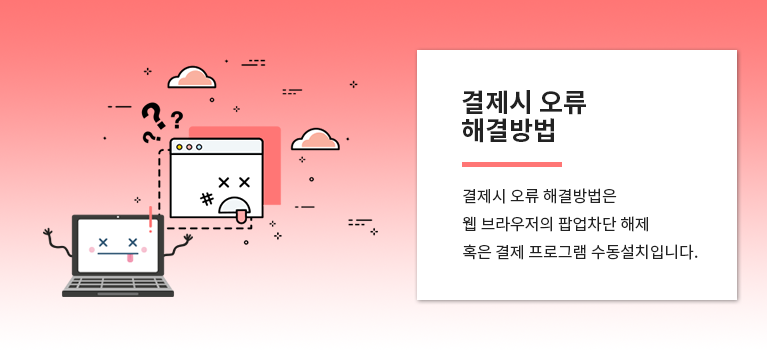 결제시 오류
해결방법
결제시 오류 해결방법은
웹 브라우저의 팝업차단 해제
혹은 결제 프로그램 수동설치입니다.
???
#
!